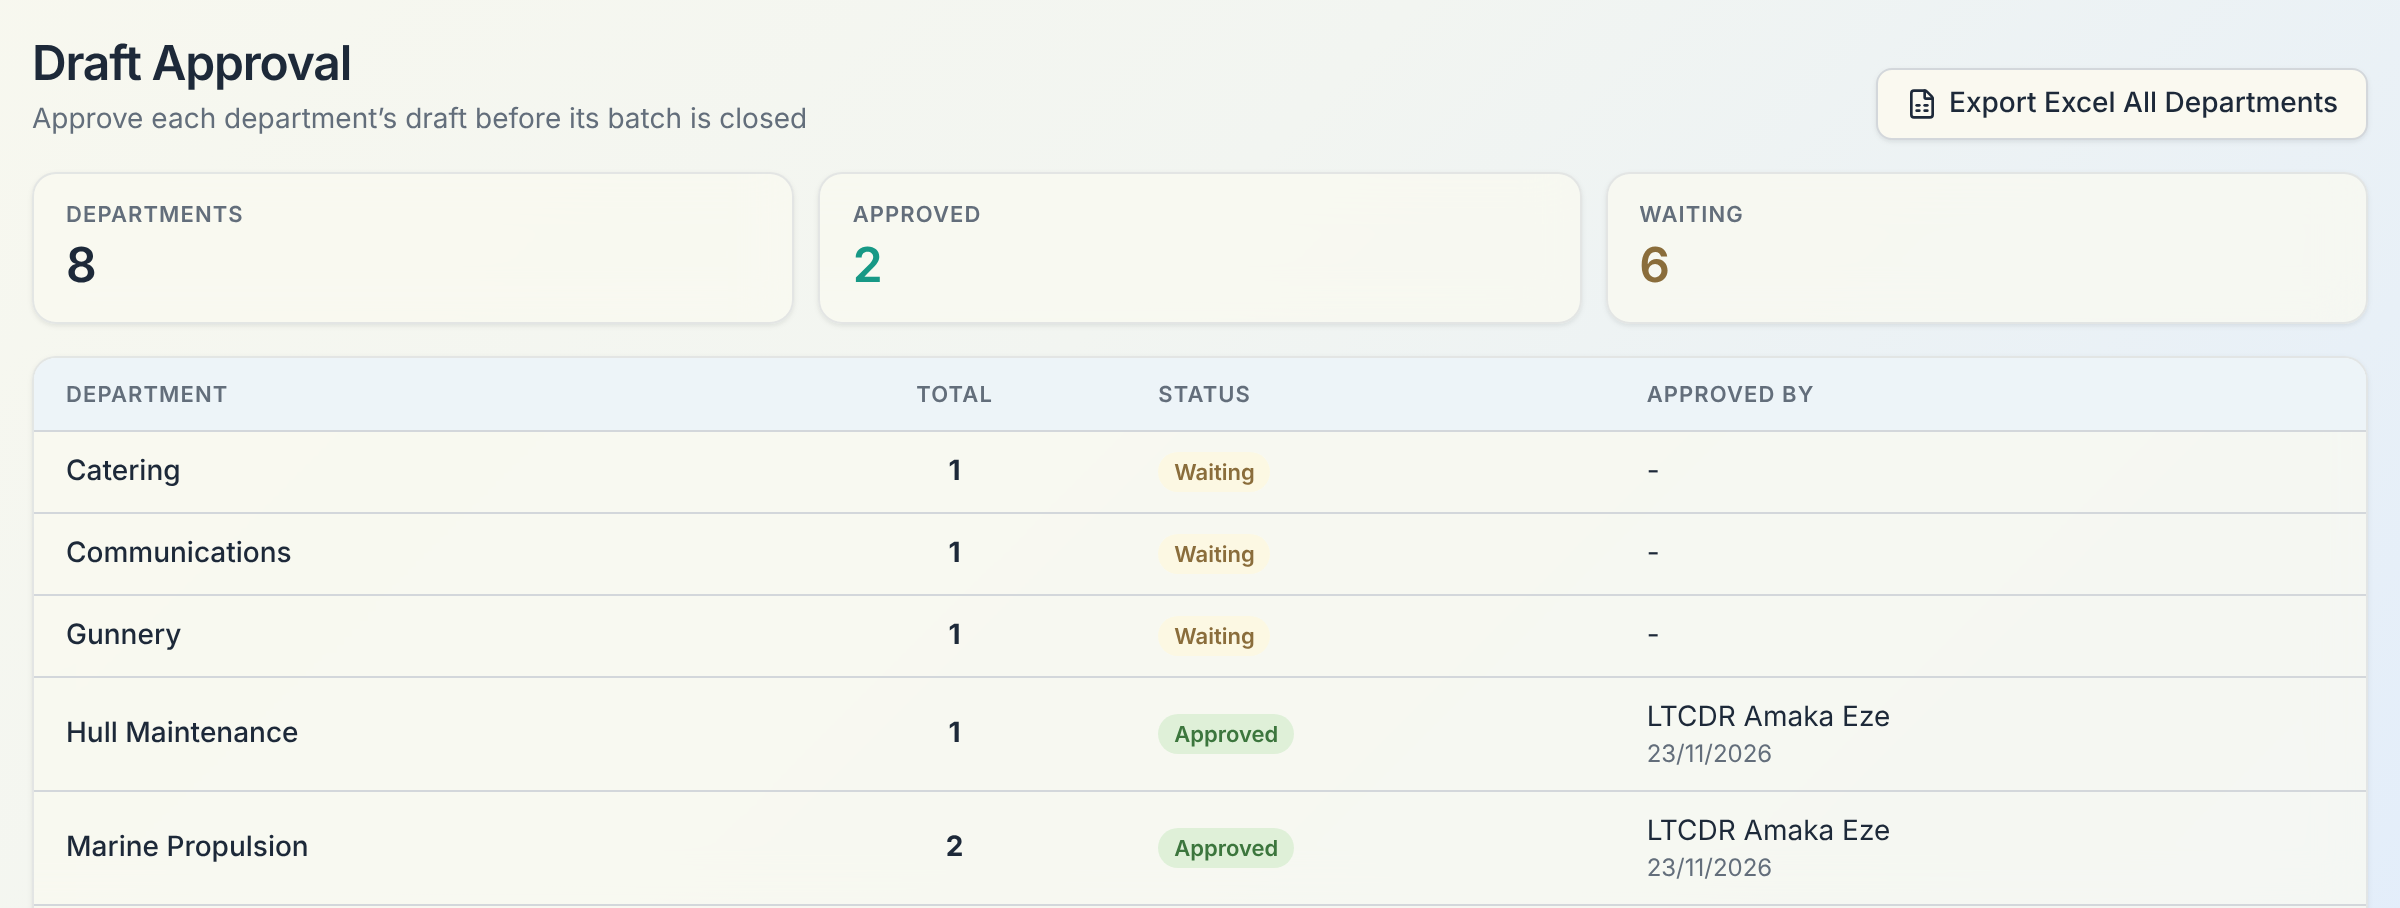 Draft Approval
Approve each department’s draft before its batch is closed
Export Excel All Departments
DEPARTMENTS
8
APPROVED
2
WAITING
6
DEPARTMENT TOTAL STATUS APPROVED BY
Catering 1 Waiting -
Communications 1 Waiting -
Gunnery 1 Waiting -
Hull Maintenance 1 Approved LTCDR Amaka Eze
23/11/2026
Marine Propulsion 2 Approved LTCDR Amaka Eze
23/11/2026